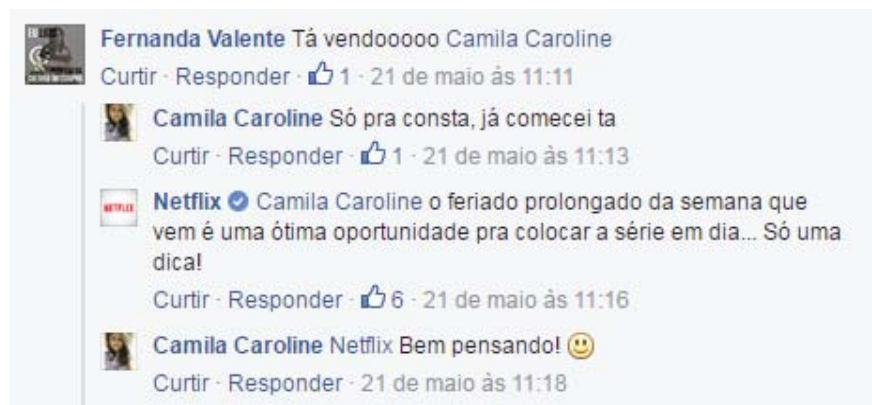 Fernanda Valente Tá vendooooo Camila Caroline
Curtir · Responder · 1 · 21 de maio às 11:11
Camila Caroline Só pra consta, já comecei ta
Curtir · Responder · 1 · 21 de maio às 11:13
NETFLIX
Netflix Camila Caroline o feriado prolongado da semana que
vem é uma ótima oportunidade pra colocar a série em dia... Só uma
dica!
Curtir · Responder · 6 · 21 de maio às 11:16
Camila Caroline Netflix Bem pensando!
Curtir · Responder · 21 de maio às 11:18